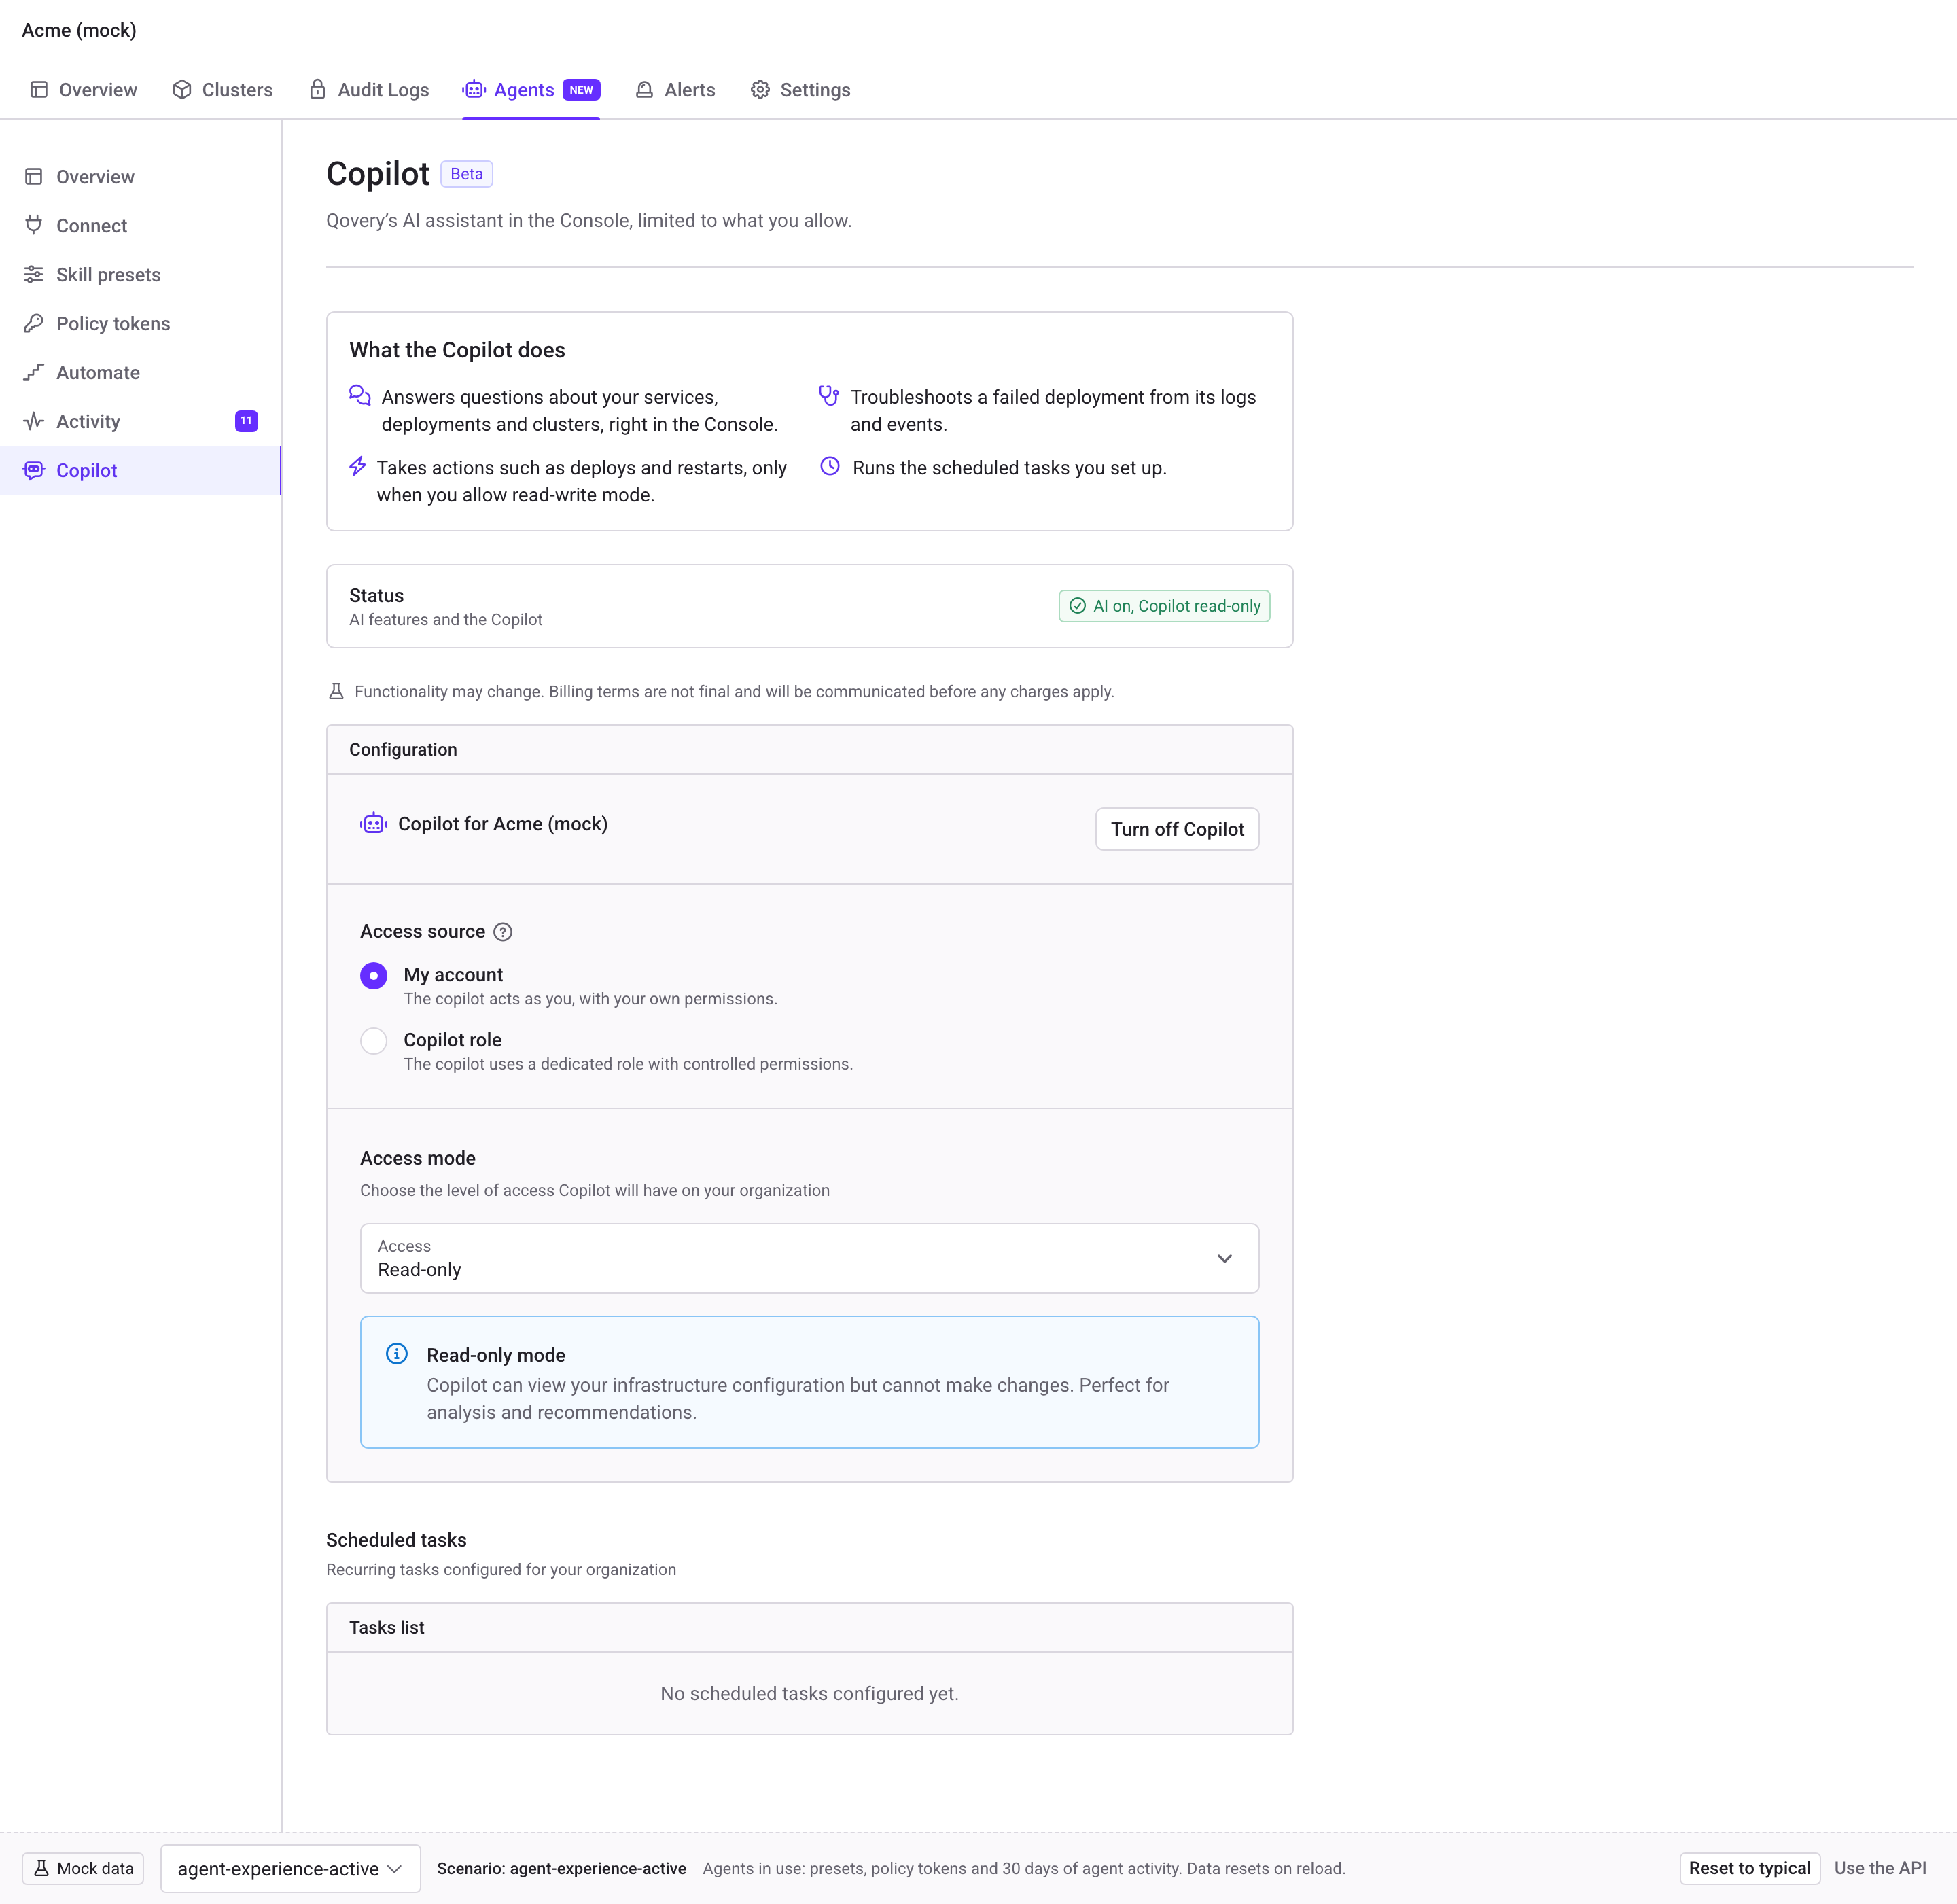 Acme (mock)
Overview
Clusters
Audit Logs
Agents NEW
Alerts
Settings
Overview
Connect
Skill presets
Policy tokens
Automate
Activity 11
Copilot
Copilot Beta
Qovery’s AI assistant in the Console, limited to what you allow.
What the Copilot does
Answers questions about your services,
deployments and clusters, right in the Console.
Troubleshoots a failed deployment from its logs
and events.
Takes actions such as deploys and restarts, only
when you allow read-write mode.
Runs the scheduled tasks you set up.
Status
AI features and the Copilot
AI on, Copilot read-only
Functionality may change. Billing terms are not final and will be communicated before any charges apply.
Configuration
Copilot for Acme (mock)
Turn off Copilot
Access source
My account
The copilot acts as you, with your own permissions.
Copilot role
The copilot uses a dedicated role with controlled permissions.
Access mode
Choose the level of access Copilot will have on your organization
Access
Read-only
Read-only mode
Copilot can view your infrastructure configuration but cannot make changes. Perfect for
analysis and recommendations.
Scheduled tasks
Recurring tasks configured for your organization
Tasks list
No scheduled tasks configured yet.
Mock data
agent-experience-active
Scenario: agent-experience-active
Agents in use: presets, policy tokens and 30 days of agent activity. Data resets on reload.
Reset to typical
Use the API